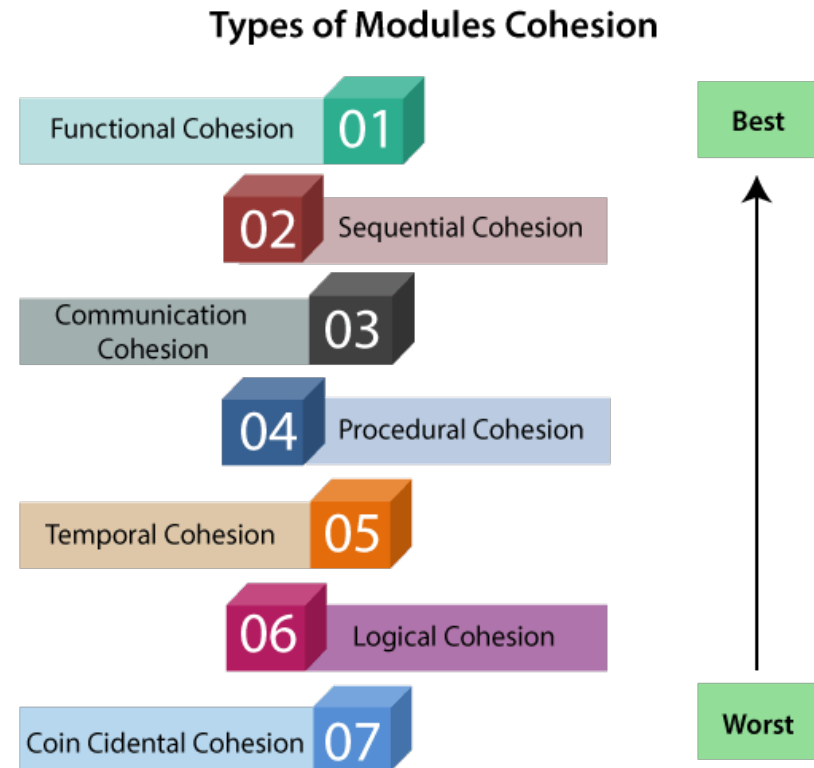 Types of Modules Cohesion
Functional Cohesion 01
Best
02 Sequential Cohesion
Communication
Cohesion
03
04 Procedural Cohesion
Temporal Cohesion 05
06 Logical Cohesion
Coin Cidental Cohesion 07
Worst